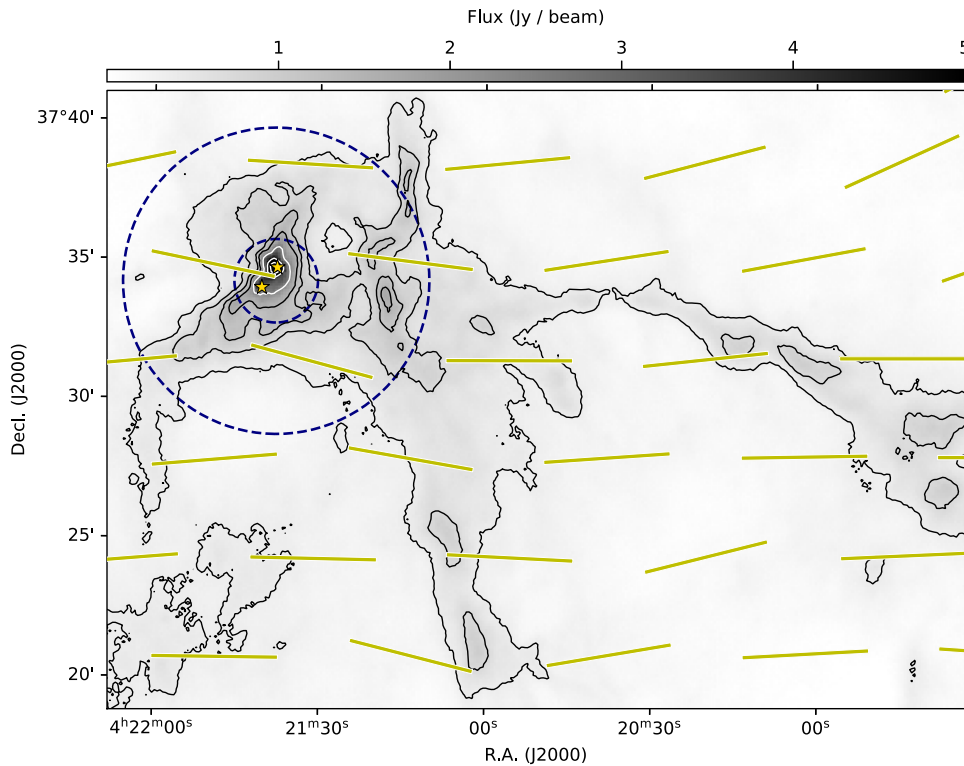 Flux (Jy / beam)
1 2 3 4 5
37°40'
35'
30'
25'
20'
Decl. (J2000)
4ʰ22ᵐ00ˢ 21ᵐ30ˢ 00ˢ 20ᵐ30ˢ 00ˢ
R.A. (J2000)